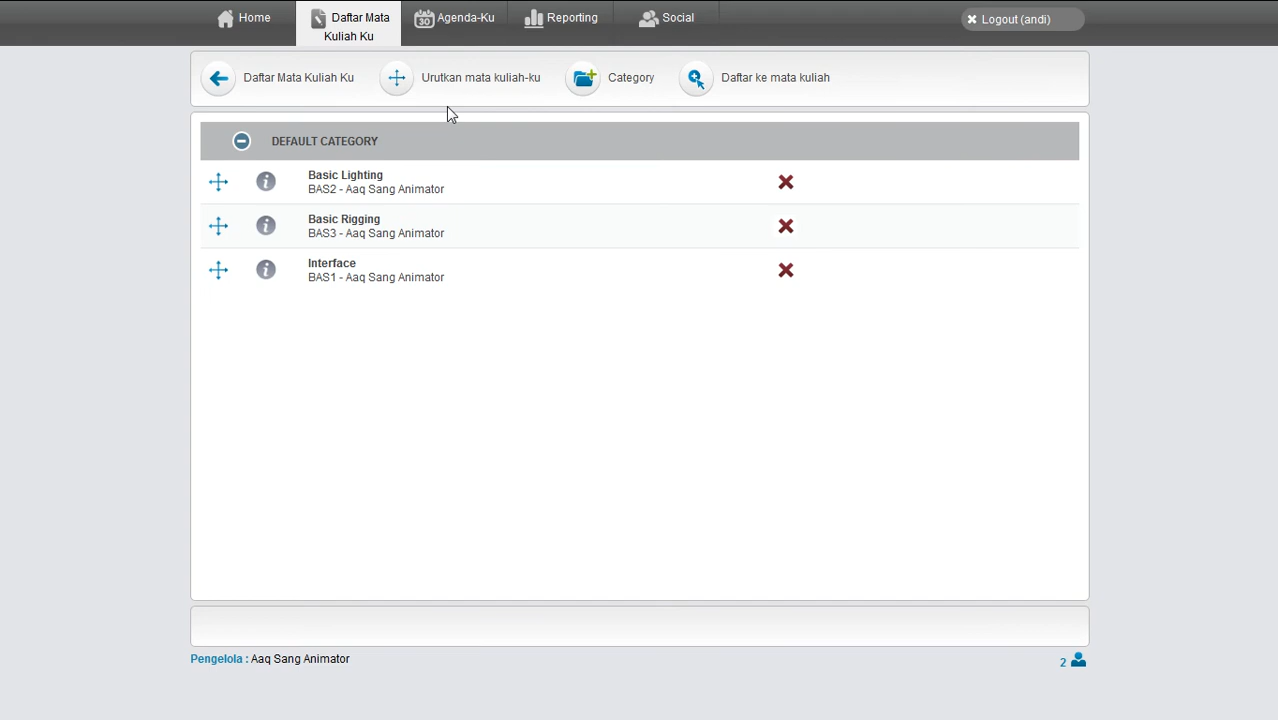 Home
Daftar Mata
Kuliah Ku
30
Agenda-Ku
Reporting
Social
Logout (andi)
Daftar Mata Kuliah Ku
Urutkan mata kuliah-ku
Category
Daftar ke mata kuliah
DEFAULT CATEGORY
Basic Lighting
BAS2 - Aaq Sang Animator
Basic Rigging
BAS3 - Aaq Sang Animator
Interface
BAS1 - Aaq Sang Animator
Pengelola : Aaq Sang Animator
2